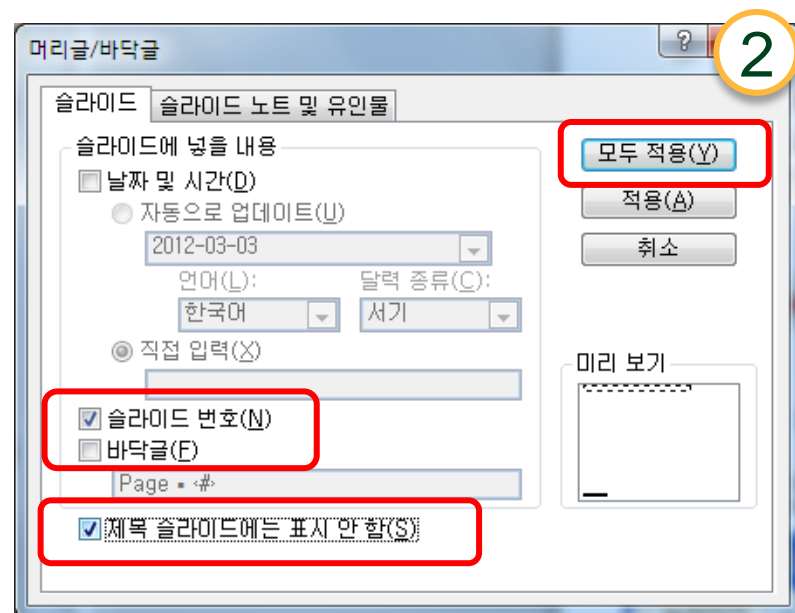 머리글/바닥글
2
슬라이드 슬라이드 노트 및 유인물
슬라이드에 넣을 내용
모두 적용(Y)
날짜 및 시간(D)
적용(A)
자동으로 업데이트(U)
2012-03-03
취소
언어(L): 달력 종류(C):
한국어 서기
직접 입력(X)
미리 보기
슬라이드 번호(N)
바닥글(F)
Page ▪ ‹#›
제목 슬라이드에는 표시 안 함(S)